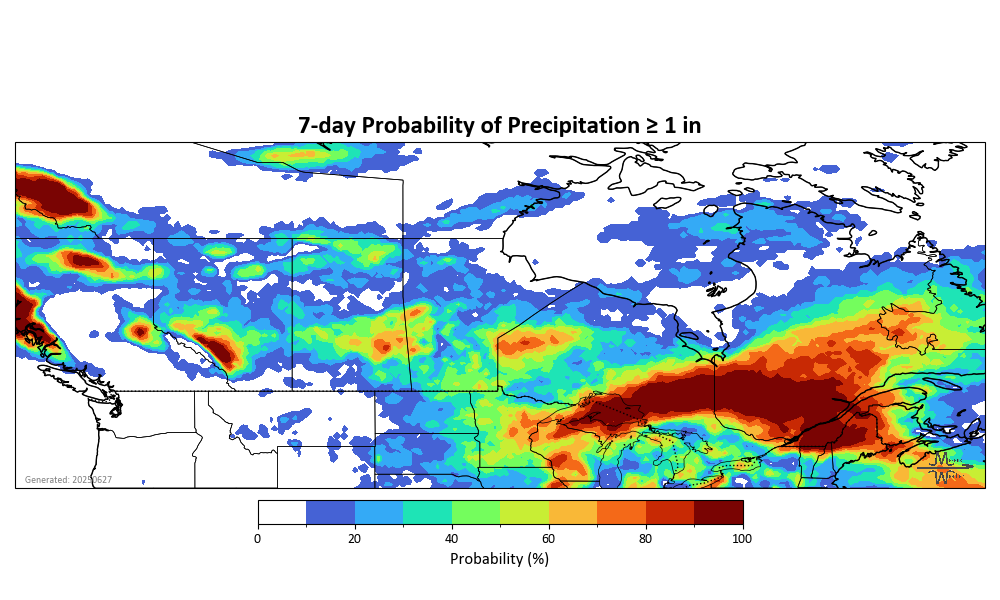 7-day Probability of Precipitation ≥ 1 in
Generated: 20250627
0 20 40 60 80 100
Probability (%)